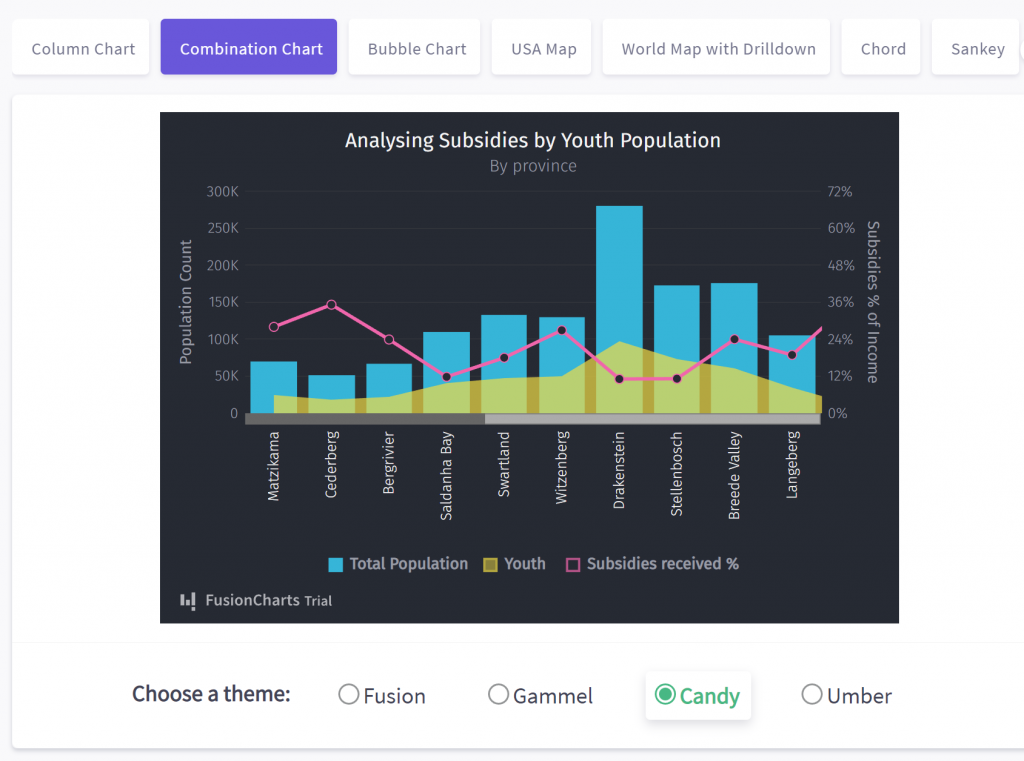 Column Chart Combination Chart Bubble Chart USA Map World Map with Drilldown Chord Sankey
Analysing Subsidies by Youth Population
By province
300K 72%
250K 60%
200K 48%
150K 36%
100K 24%
50K 12%
0 0%
Population Count
Subsidies % of Income
Matzikama
Cederberg
Bergrivier
Saldanha Bay
Swartland
Witzenberg
Drakenstein
Stellenbosch
Breede Valley
Langeberg
Total Population Youth Subsidies received %
FusionCharts Trial
Choose a theme: Fusion Gammel Candy Umber